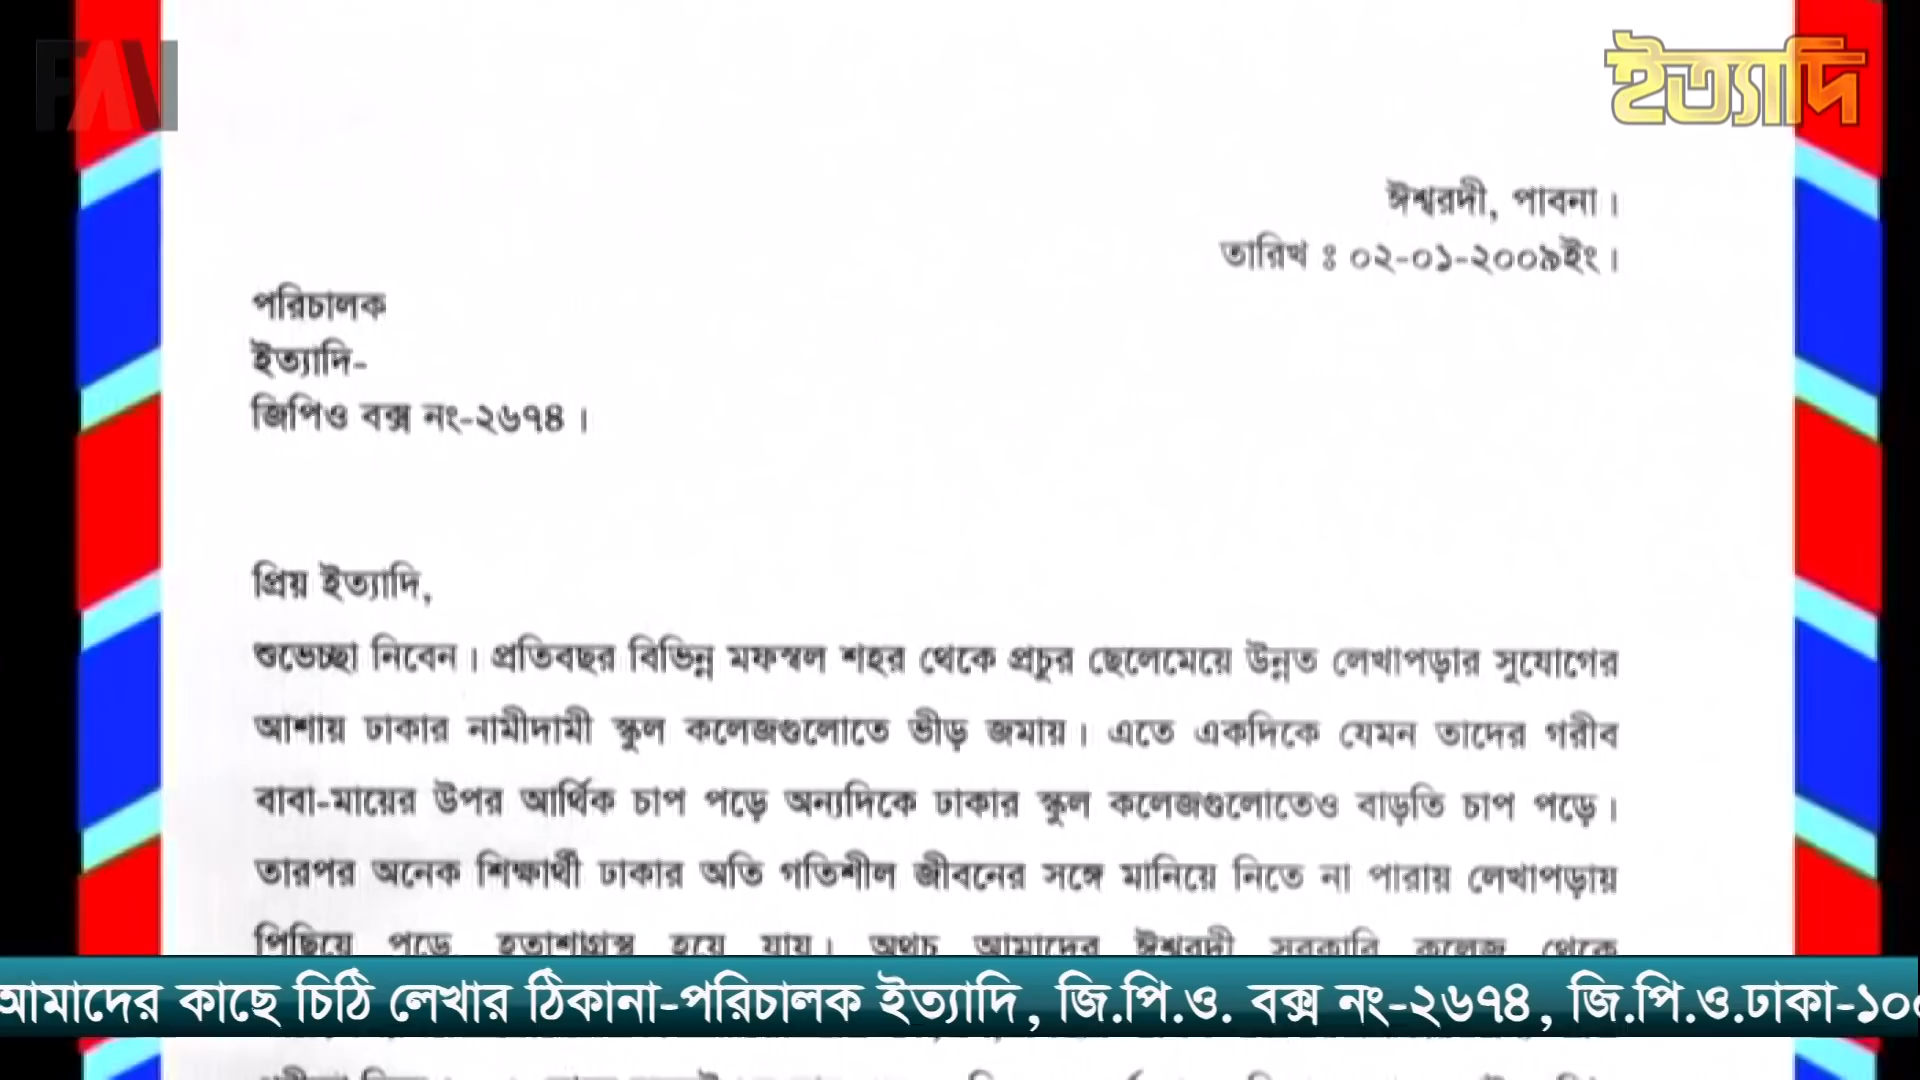 FMV
ইত্যাদি
ঈশ্বরদী, পাবনা।
তারিখ ঃ ০২-০১-২০০৯ইং।
পরিচালক
ইত্যাদি-
জিপিও বক্স নং-২৬৭৪।
প্রিয় ইত্যাদি,
শুভেচ্ছা নিবেন। প্রতিবছর বিভিন্ন মফস্বল শহর থেকে প্রচুর ছেলেমেয়ে উন্নত লেখাপড়ার সুযোগের
আশায় ঢাকার নামীদামী স্কুল কলেজগুলোতে ভীড় জমায়। এতে একদিকে যেমন তাদের গরীব
বাবা-মায়ের উপর আর্থিক চাপ পড়ে অন্যদিকে ঢাকার স্কুল কলেজগুলোতেও বাড়তি চাপ পড়ে।
তারপর অনেক শিক্ষার্থী ঢাকার অতি গতিশীল জীবনের সঙ্গে মানিয়ে নিতে না পারায় লেখাপড়ায়
পিছিয়ে পড়ে, হতাশাগ্রস্থ হয়ে যায়। অথচ আমাদের ঈশ্বরদী সরকারি কলেজ থেকে
আমাদের কাছে চিঠি লেখার ঠিকানা-পরিচালক ইত্যাদি, জি.পি.ও. বক্স নং-২৬৭৪, জি.পি.ও.ঢাকা-১০০